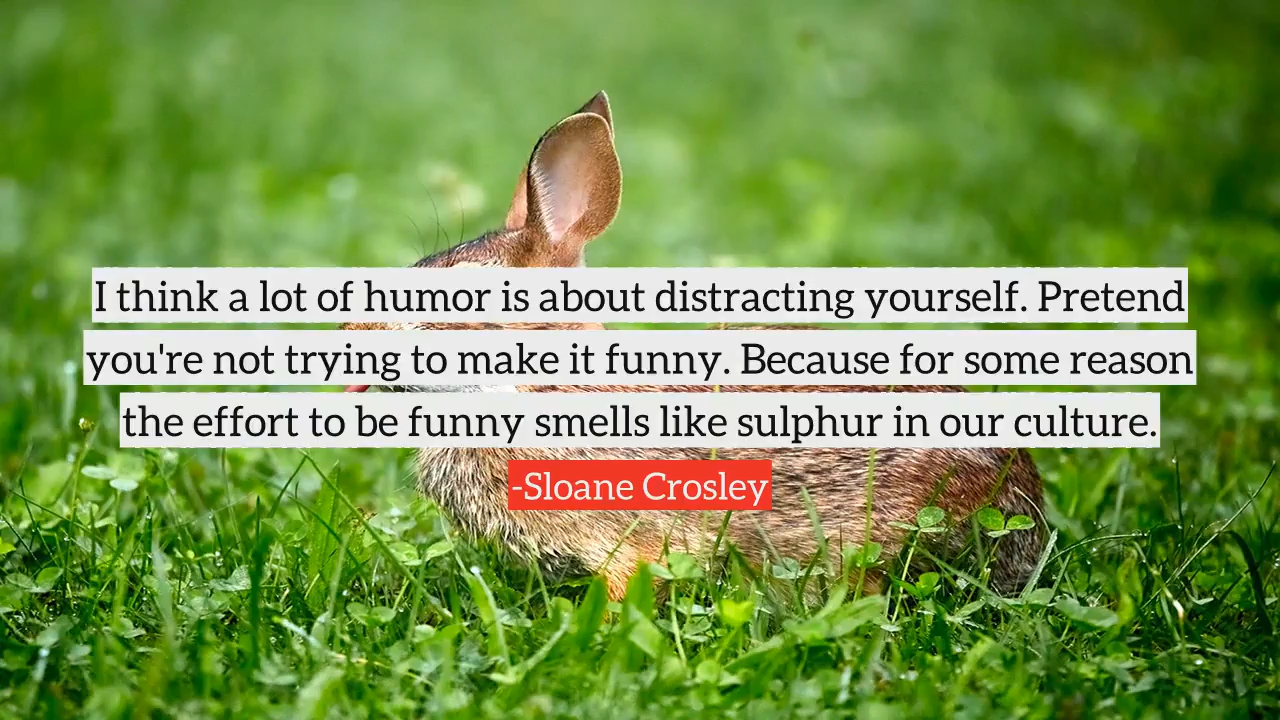 I think a lot of humor is about distracting yourself. Pretend
you're not trying to make it funny. Because for some reason
the effort to be funny smells like sulphur in our culture.
-Sloane Crosley